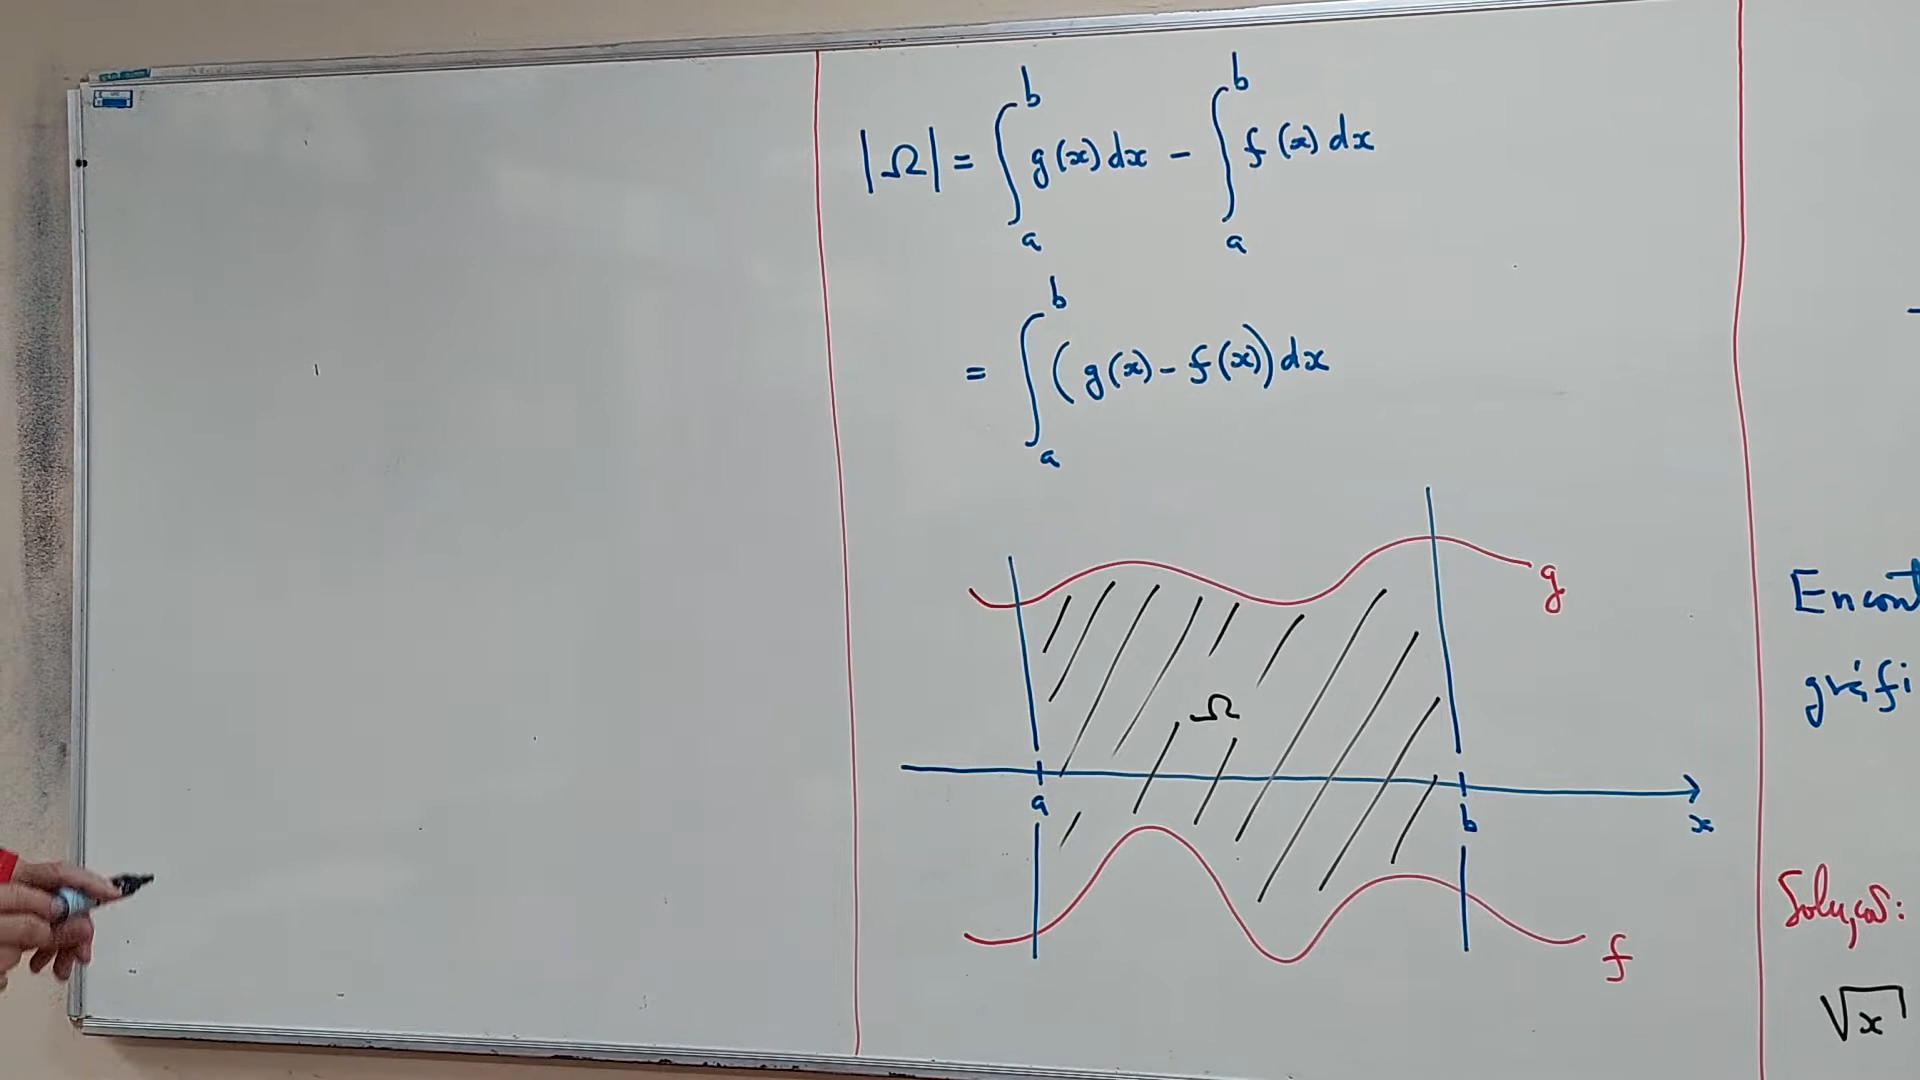 |Ω| = ∫_a^b g(x) dx − ∫_a^b f(x) dx
= ∫_a^b (g(x) − f(x)) dx
g
Ω
a
b
x
f
Solução:
√x